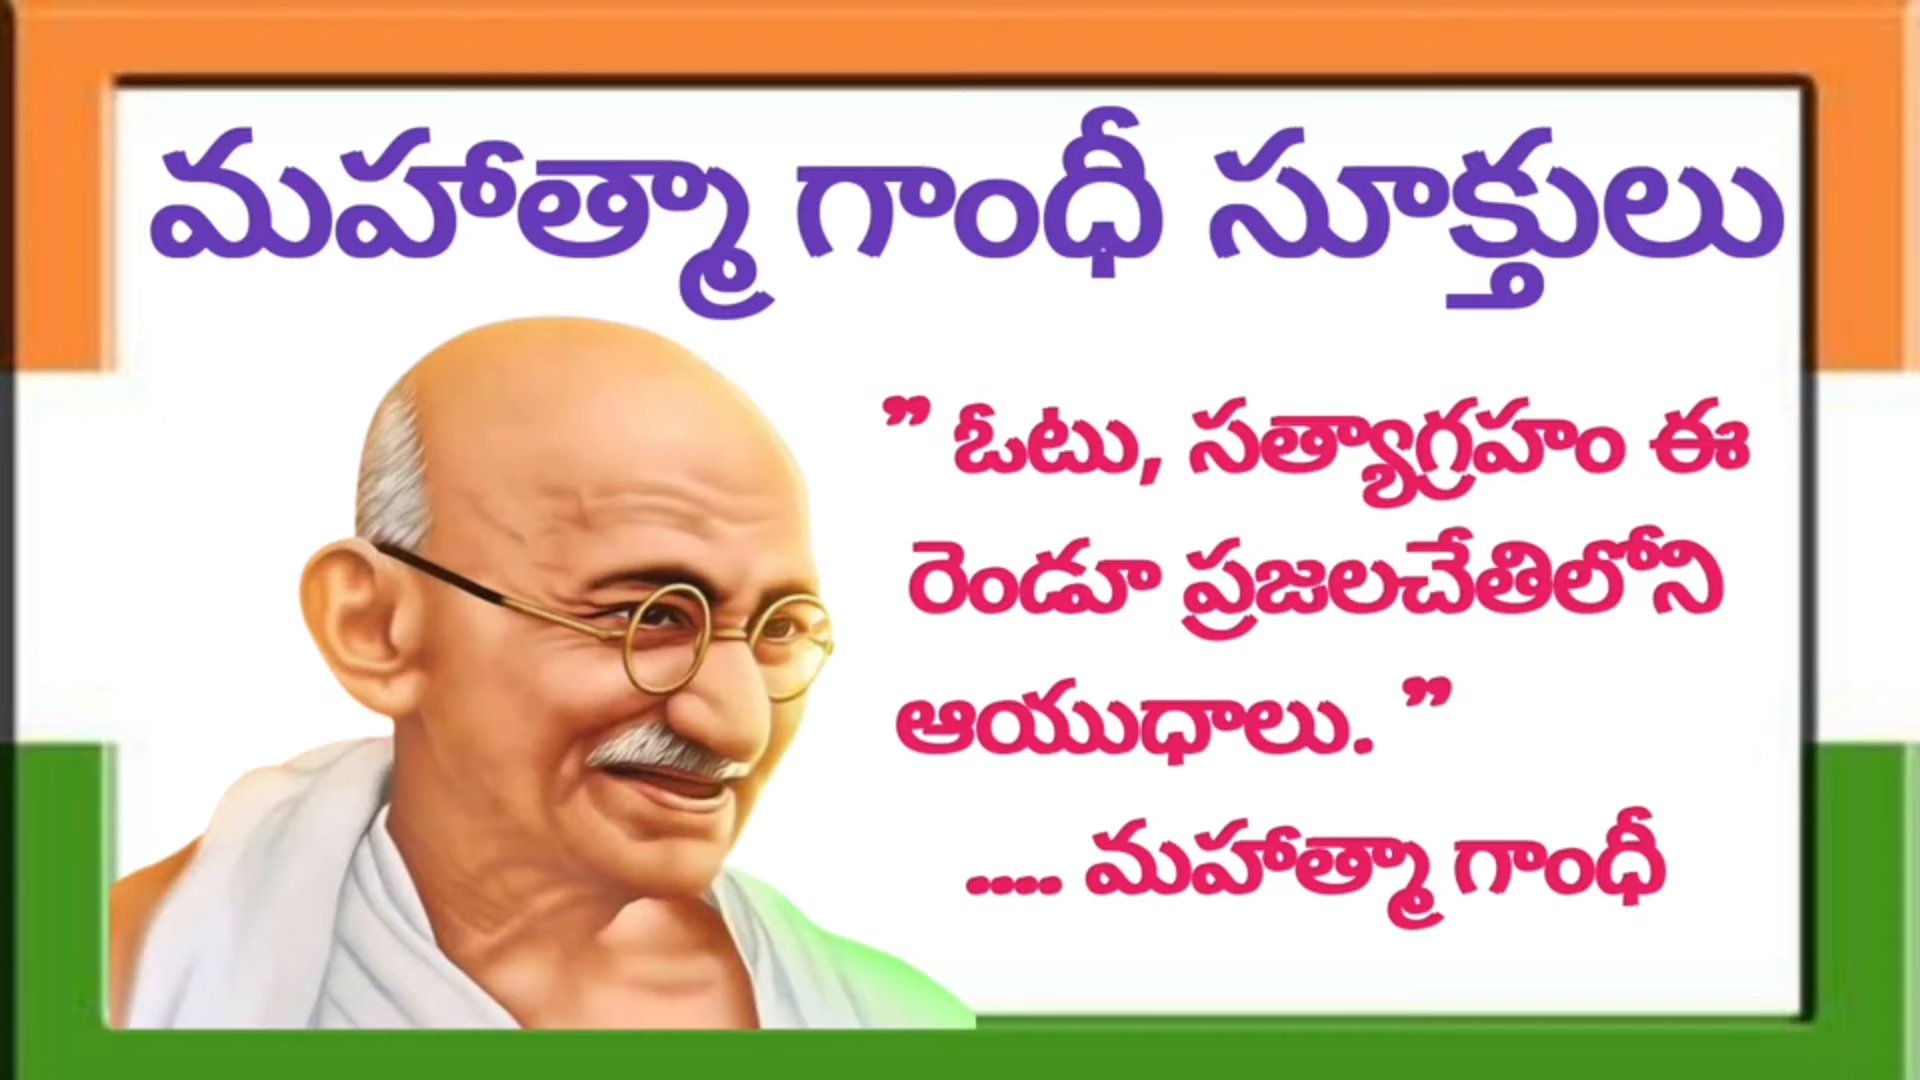 మహాత్మా గాంధీ సూక్తులు
” ఓటు, సత్యాగ్రహం ఈ
రెండూ ప్రజలచేతిలోని
ఆయుధాలు. ”
.... మహాత్మా గాంధీ